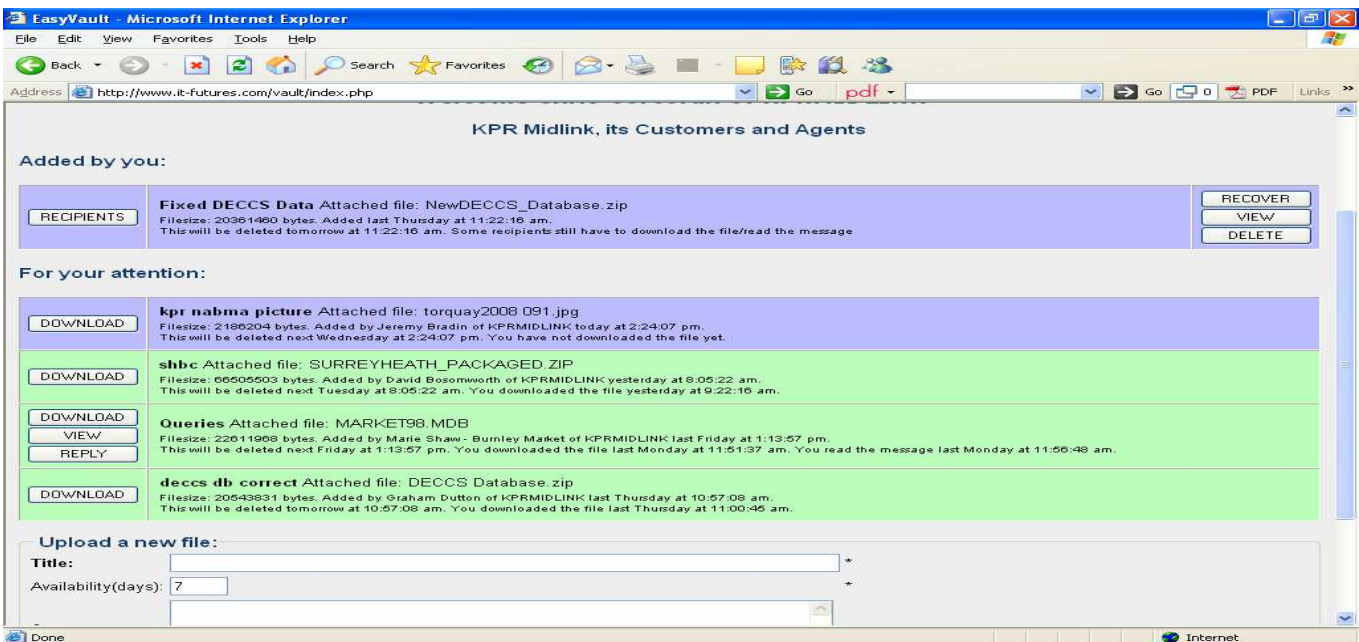 EasyVault - Microsoft Internet Explorer
File Edit View Favorites Tools Help
Back Search Favorites
Address http://www.it-futures.com/vault/index.php Go pdf Go 0 PDF Links »
KPR Midlink, its Customers and Agents
Added by you:
RECIPIENTS
Fixed DECCS Data Attached file: NewDECCS_Database.zip
Filesize: 20361460 bytes. Added last Thursday at 11:22:16 am.
This will be deleted tomorrow at 11:22:16 am. Some recipients still have to download the file/read the message
RECOVER
VIEW
DELETE
For your attention:
DOWNLOAD
kpr nabma picture Attached file: torquay2008 091.jpg
Filesize: 2186204 bytes. Added by Jeremy Bradin of KPRMIDLINK today at 2:24:07 pm.
This will be deleted next Wednesday at 2:24:07 pm. You have not downloaded the file yet.
DOWNLOAD
shbc Attached file: SURREYHEATH_PACKAGED.ZIP
Filesize: 66505503 bytes. Added by David Bosomworth of KPRMIDLINK yesterday at 8:05:22 am.
This will be deleted next Tuesday at 8:05:22 am. You downloaded the file yesterday at 9:22:16 am.
DOWNLOAD
VIEW
REPLY
Queries Attached file: MARKET98.MDB
Filesize: 22611968 bytes. Added by Marie Shaw - Burnley Market of KPRMIDLINK last Friday at 1:13:57 pm.
This will be deleted next Friday at 1:13:57 pm. You downloaded the file last Monday at 11:51:37 am. You read the message last Monday at 11:56:48 am.
DOWNLOAD
deccs db correct Attached file: DECCS Database.zip
Filesize: 20543831 bytes. Added by Graham Dutton of KPRMIDLINK last Thursday at 10:57:08 am.
This will be deleted tomorrow at 10:57:08 am. You downloaded the file last Thursday at 11:00:45 am.
Upload a new file:
Title: *
Availability(days): 7 *
Done Internet